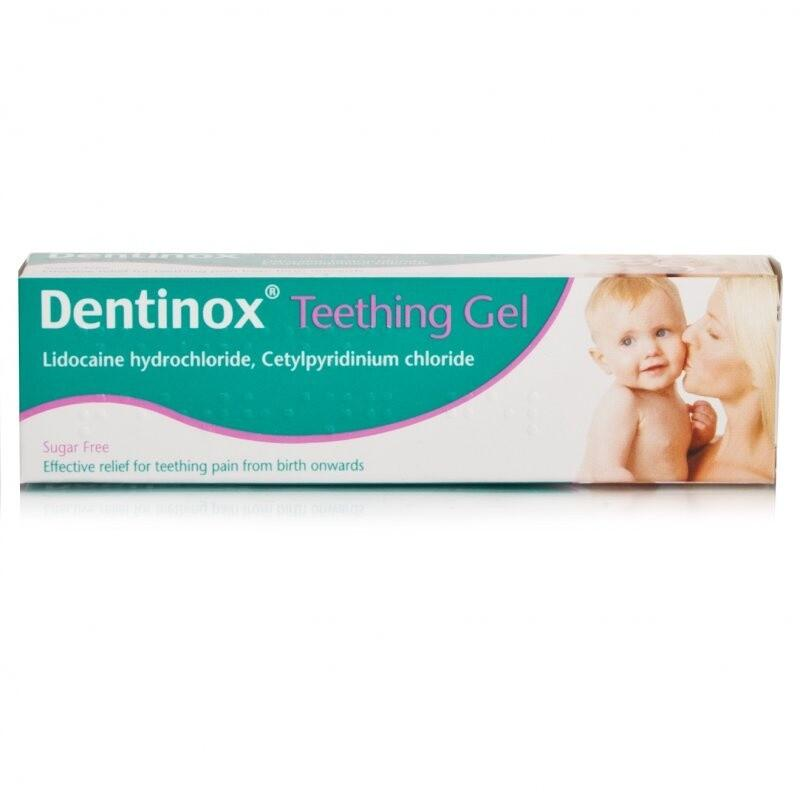 Dentinox® Teething Gel
Lidocaine hydrochloride, Cetylpyridinium chloride
Sugar Free
Effective relief for teething pain from birth onwards